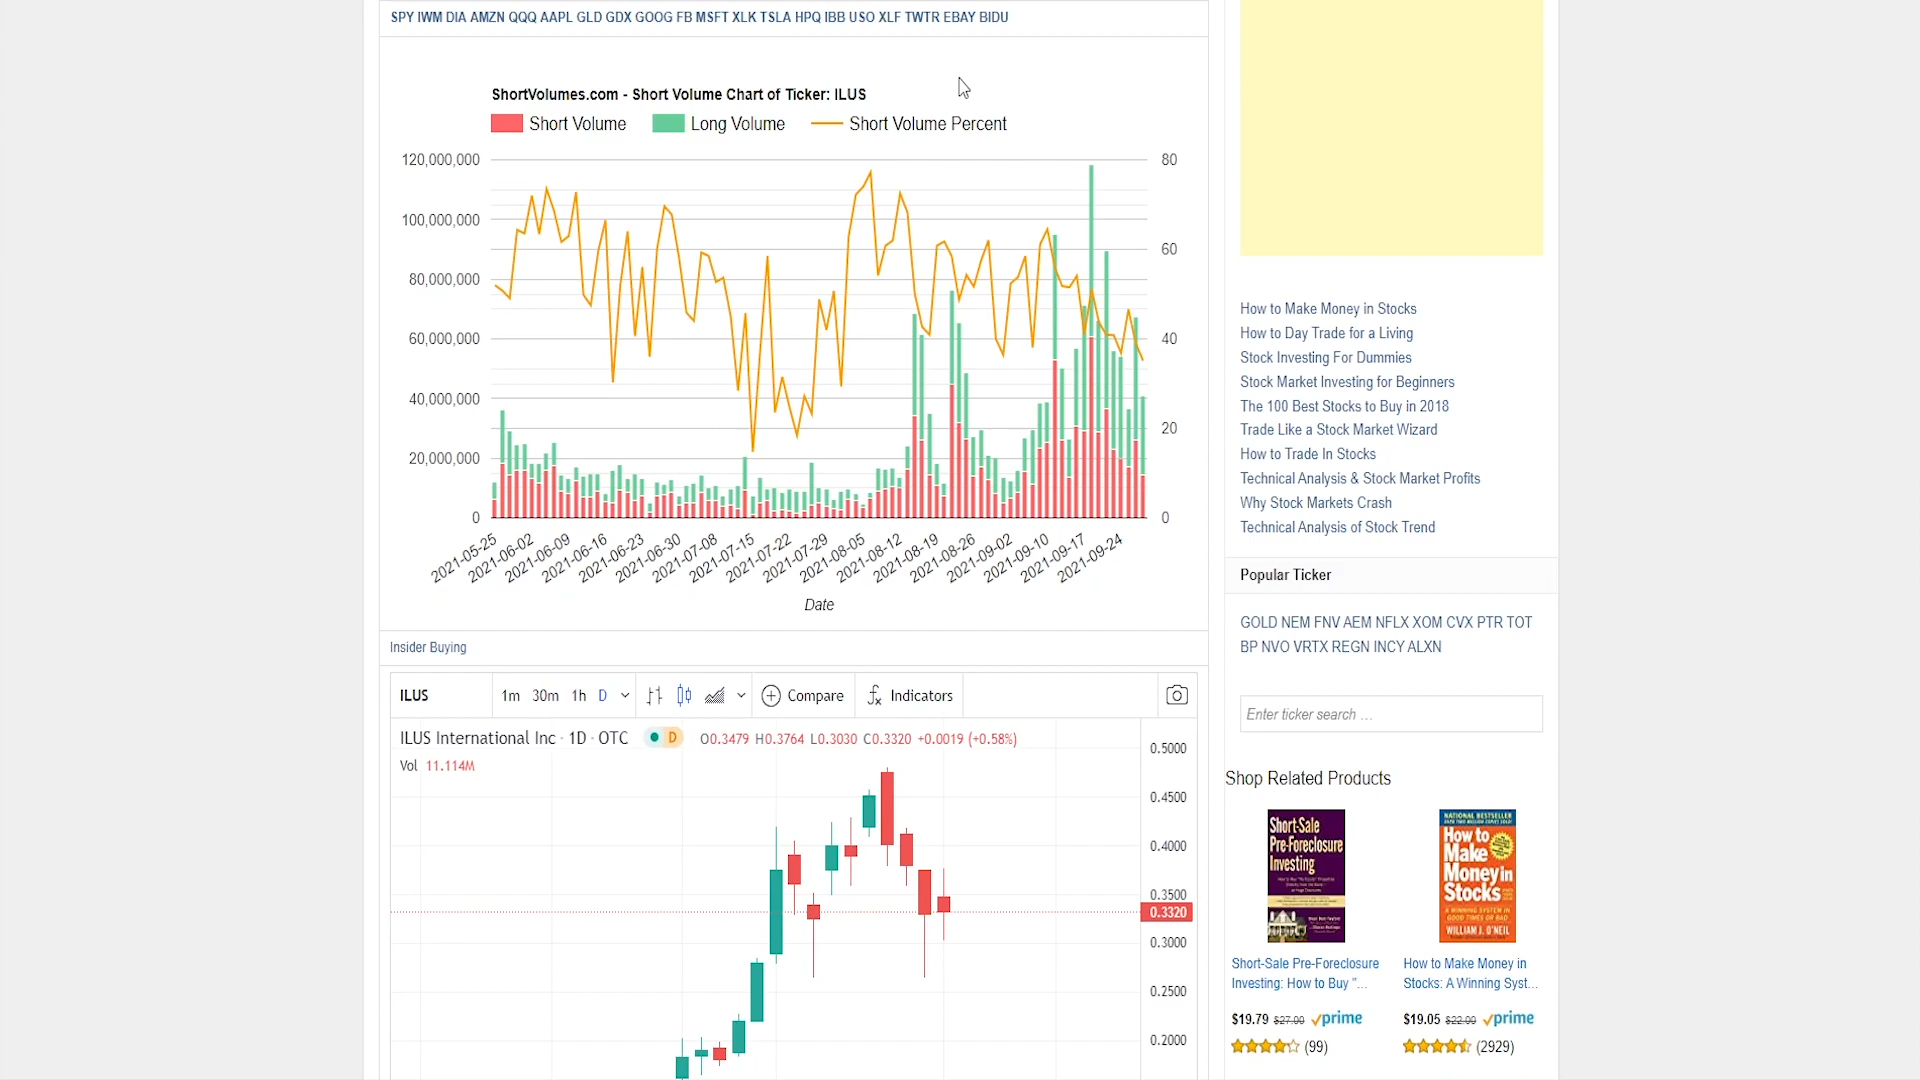 SPY IWM DIA AMZN QQQ AAPL GLD GDX GOOG FB MSFT XLK TSLA HPQ IBB USO XLF TWTR EBAY BIDU
ShortVolumes.com - Short Volume Chart of Ticker: ILUS
Short Volume Long Volume Short Volume Percent
120,000,000 80
100,000,000
60
80,000,000
60,000,000 40
40,000,000
20
20,000,000
0 0
2021-05-25 2021-06-02 2021-06-09 2021-06-16 2021-06-23 2021-06-30 2021-07-08 2021-07-15 2021-07-22 2021-07-29 2021-08-05 2021-08-12 2021-08-19 2021-08-26 2021-09-02 2021-09-10 2021-09-17 2021-09-24
Date
Insider Buying
ILUS 1m 30m 1h D Compare Indicators
ILUS International Inc · 1D · OTC D O0.3479 H0.3764 L0.3030 C0.3320 +0.0019 (+0.58%)
Vol 11.114M
0.5000
0.4500
0.4000
0.3500
0.3320
0.3000
0.2500
0.2000
How to Make Money in Stocks
How to Day Trade for a Living
Stock Investing For Dummies
Stock Market Investing for Beginners
The 100 Best Stocks to Buy in 2018
Trade Like a Stock Market Wizard
How to Trade In Stocks
Technical Analysis & Stock Market Profits
Why Stock Markets Crash
Technical Analysis of Stock Trend
Popular Ticker
GOLD NEM FNV AEM NFLX XOM CVX PTR TOT
BP NVO VRTX REGN INCY ALXN
Enter ticker search …
Shop Related Products
Short-Sale
Pre-Foreclosure
Investing
NATIONAL BESTSELLER
How to
Make
Money in
Stocks
A WINNING SYSTEM IN
GOOD TIMES OR BAD
WILLIAM J. O'NEIL
Short-Sale Pre-Foreclosure
Investing: How to Buy "...
$19.79 $27.00 prime
(99)
How to Make Money in
Stocks: A Winning Syst...
$19.05 $22.00 prime
(2929)